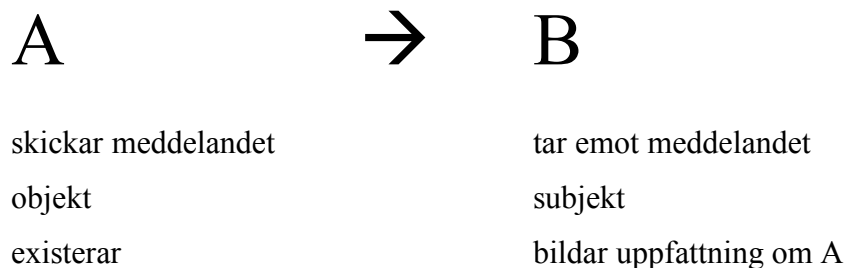 A → B
skickar meddelandet tar emot meddelandet
objekt subjekt
existerar bildar uppfattning om A